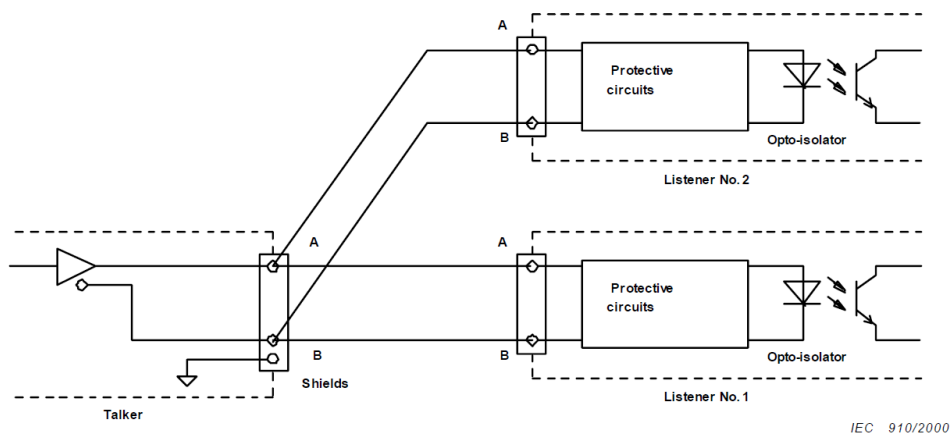 A
Protective
circuits
B
Opto-isolator
Listener No. 2
A
A
Protective
circuits
B
B
Opto-isolator
Shields
Listener No. 1
Talker
IEC 910/2000